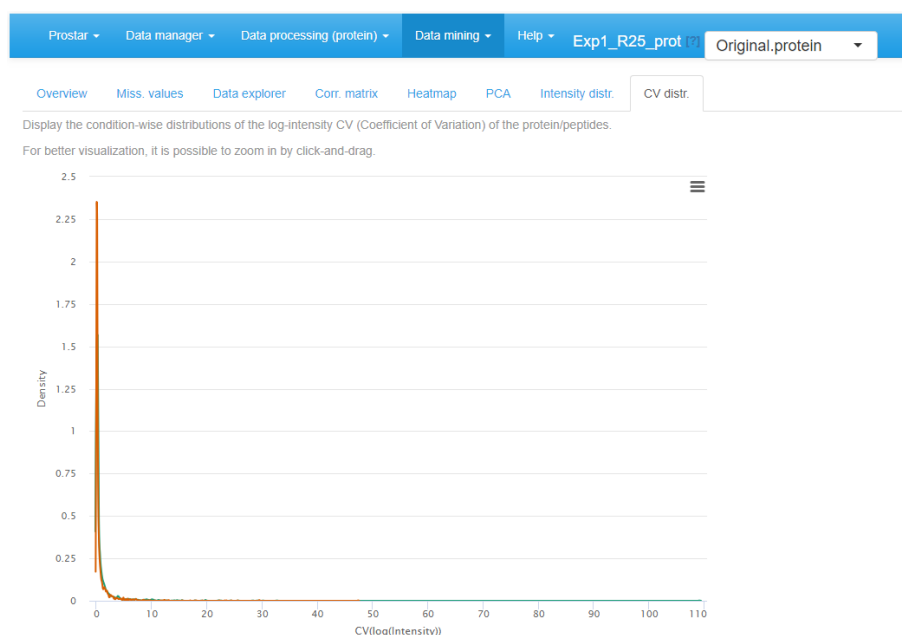 Prostar Data manager Data processing (protein) Data mining Help Exp1_R25_prot [?] Original.protein
Overview Miss. values Data explorer Corr. matrix Heatmap PCA Intensity distr. CV distr.
Display the condition-wise distributions of the log-intensity CV (Coefficient of Variation) of the protein/peptides.
For better visualization, it is possible to zoom in by click-and-drag.
2.5
2.25
2
1.75
1.5
1.25
1
0.75
0.5
0.25
0
Density
0 10 20 30 40 50 60 70 80 90 100 110
CV(log(Intensity))